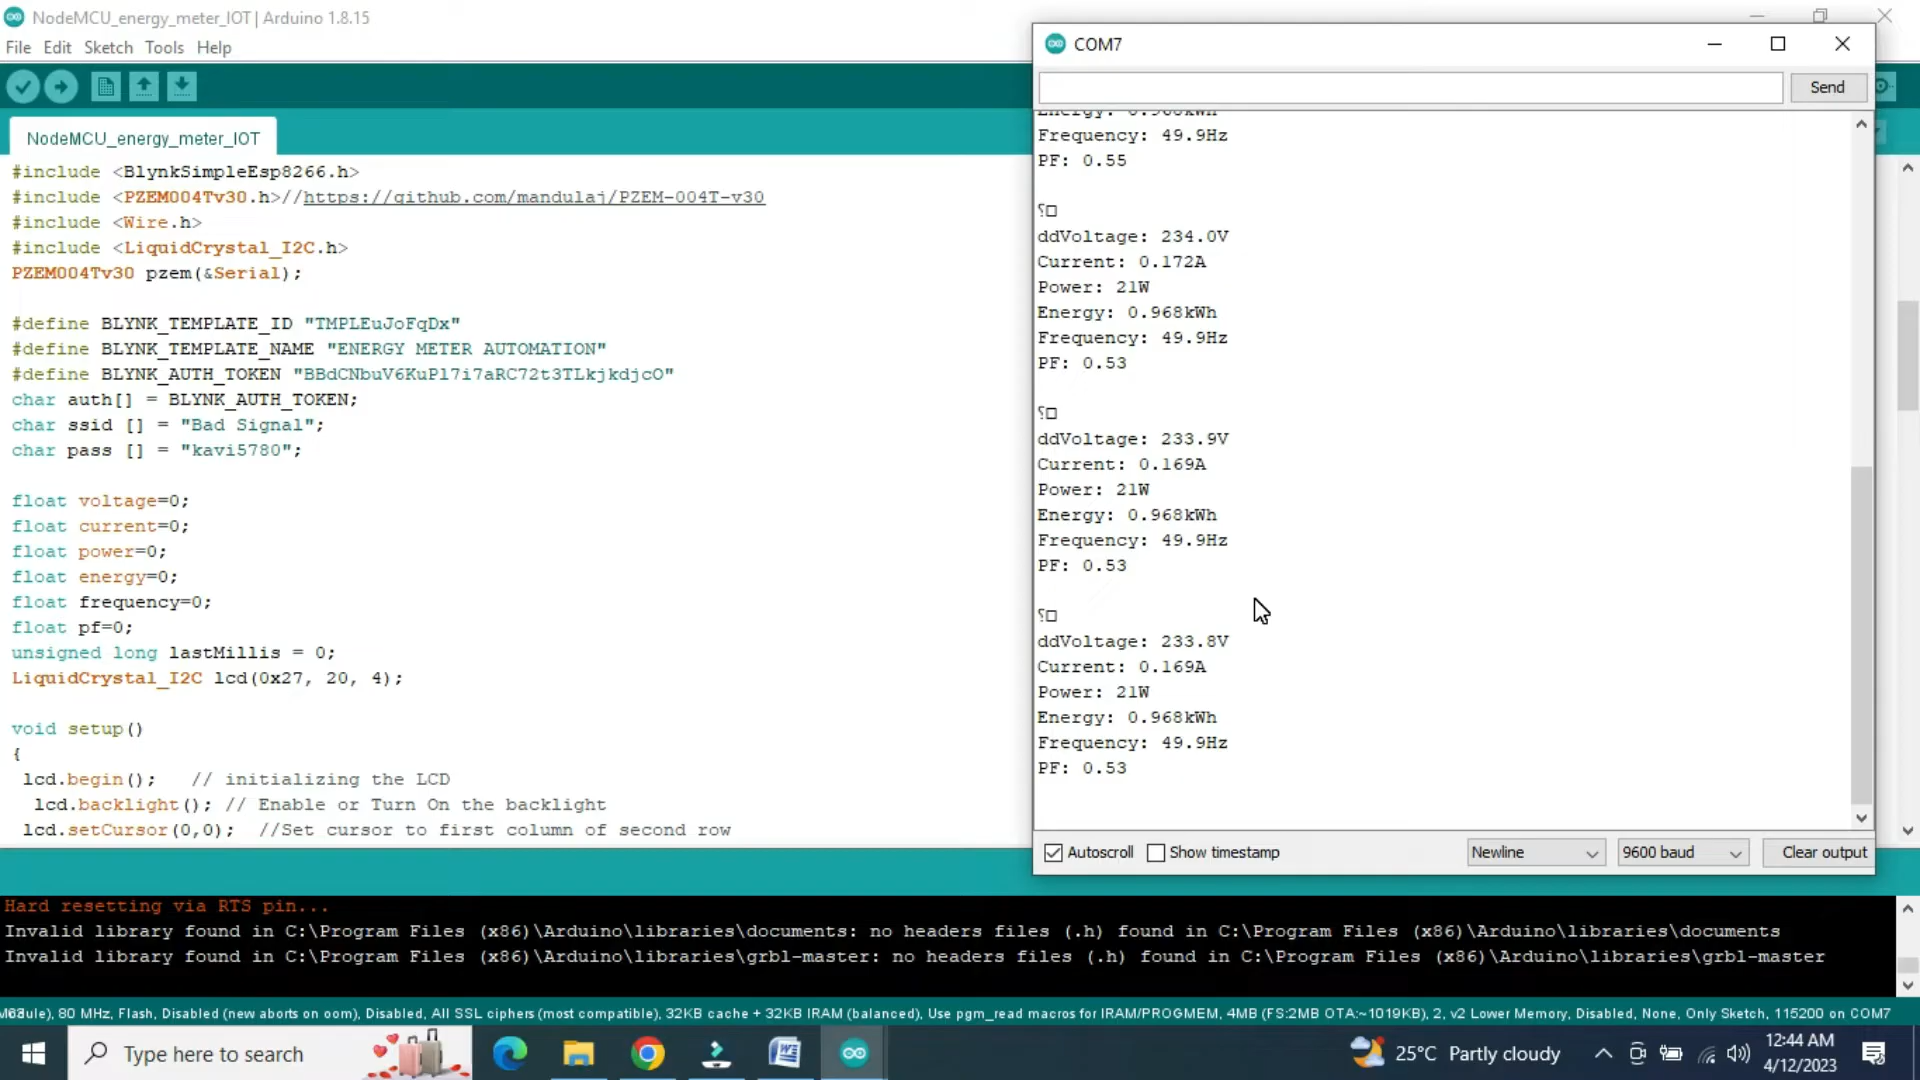 NodeMCU_energy_meter_IOT | Arduino 1.8.15
File Edit Sketch Tools Help
NodeMCU_energy_meter_IOT
#include <BlynkSimpleEsp8266.h>
#include <PZEM004Tv30.h>//https://github.com/mandulaj/PZEM-004T-v30
#include <Wire.h>
#include <LiquidCrystal_I2C.h>
PZEM004Tv30 pzem(&Serial);
#define BLYNK_TEMPLATE_ID "TMPLEuJoFqDx"
#define BLYNK_TEMPLATE_NAME "ENERGY METER AUTOMATION"
#define BLYNK_AUTH_TOKEN "BBdCNbuV6KuPl7i7aRC72t3TLkjkdjcO"
char auth[] = BLYNK_AUTH_TOKEN;
char ssid [] = "Bad Signal";
char pass [] = "kavi5780";
float voltage=0;
float current=0;
float power=0;
float energy=0;
float frequency=0;
float pf=0;
unsigned long lastMillis = 0;
LiquidCrystal_I2C lcd(0x27, 20, 4);
void setup()
{
lcd.begin(); // initializing the LCD
lcd.backlight(); // Enable or Turn On the backlight
lcd.setCursor(0,0); //Set cursor to first column of second row
COM7
Send
Energy: 0.968kWh
Frequency: 49.9Hz
PF: 0.55
⸮□
ddVoltage: 234.0V
Current: 0.172A
Power: 21W
Energy: 0.968kWh
Frequency: 49.9Hz
PF: 0.53
⸮□
ddVoltage: 233.9V
Current: 0.169A
Power: 21W
Energy: 0.968kWh
Frequency: 49.9Hz
PF: 0.53
⸮□
ddVoltage: 233.8V
Current: 0.169A
Power: 21W
Energy: 0.968kWh
Frequency: 49.9Hz
PF: 0.53
Autoscroll Show timestamp Newline 9600 baud Clear output
Hard resetting via RTS pin...
Invalid library found in C:\Program Files (x86)\Arduino\libraries\documents: no headers files (.h) found in C:\Program Files (x86)\Arduino\libraries\documents
Invalid library found in C:\Program Files (x86)\Arduino\libraries\grbl-master: no headers files (.h) found in C:\Program Files (x86)\Arduino\libraries\grbl-master
80 MHz, Flash, Disabled (new aborts on oom), Disabled, All SSL ciphers (most compatible), 32KB cache + 32KB IRAM (balanced), Use pgm_read macros for IRAM/PROGMEM, 4MB (FS:2MB OTA:~1019KB), 2, v2 Lower Memory, Disabled, None, Only Sketch, 115200 on COM7
Type here to search
25°C Partly cloudy
12:44 AM
4/12/2023